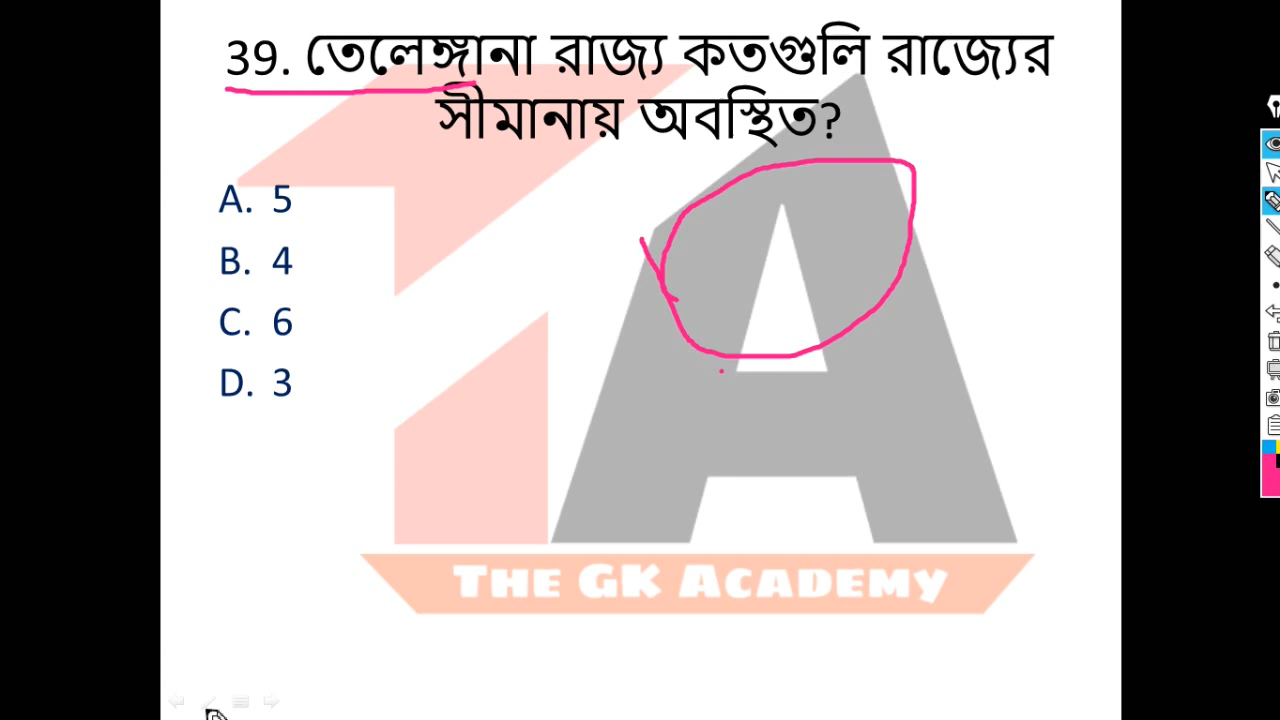 39. তেলেঙ্গানা রাজ্য কতগুলি রাজ্যের
সীমানায় অবস্থিত?
A. 5
B. 4
C. 6
D. 3
THE GK ACADEMY